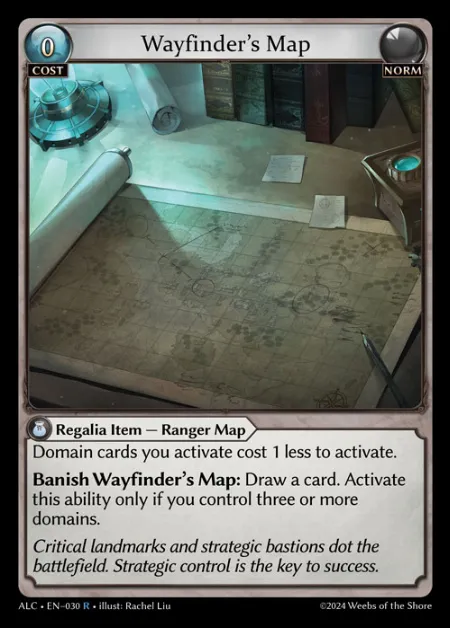 0
Wayfinder's Map
COST
NORM
Regalia Item — Ranger Map
Domain cards you activate cost 1 less to activate.
Banish Wayfinder's Map: Draw a card. Activate
this ability only if you control three or more
domains.
Critical landmarks and strategic bastions dot the
battlefield. Strategic control is the key to success.
ALC • EN–030 R • illust: Rachel Liu
©2024 Weebs of the Shore